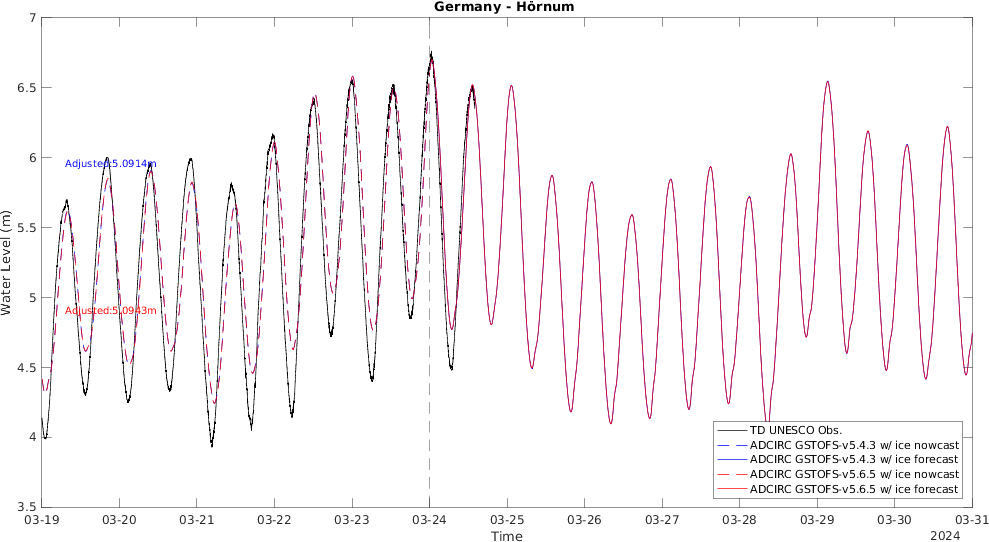 Germany - Hörnum
7
6.5
6
5.5
5
4.5
4
3.5
Water Level (m)
Adjusted:5.0914m
Adjusted:5.0943m
TD UNESCO Obs.
ADCIRC GSTOFS-v5.4.3 w/ ice nowcast
ADCIRC GSTOFS-v5.4.3 w/ ice forecast
ADCIRC GSTOFS-v5.6.5 w/ ice nowcast
ADCIRC GSTOFS-v5.6.5 w/ ice forecast
03-19 03-20 03-21 03-22 03-23 03-24 03-25 03-26 03-27 03-28 03-29 03-30 03-31
Time
2024